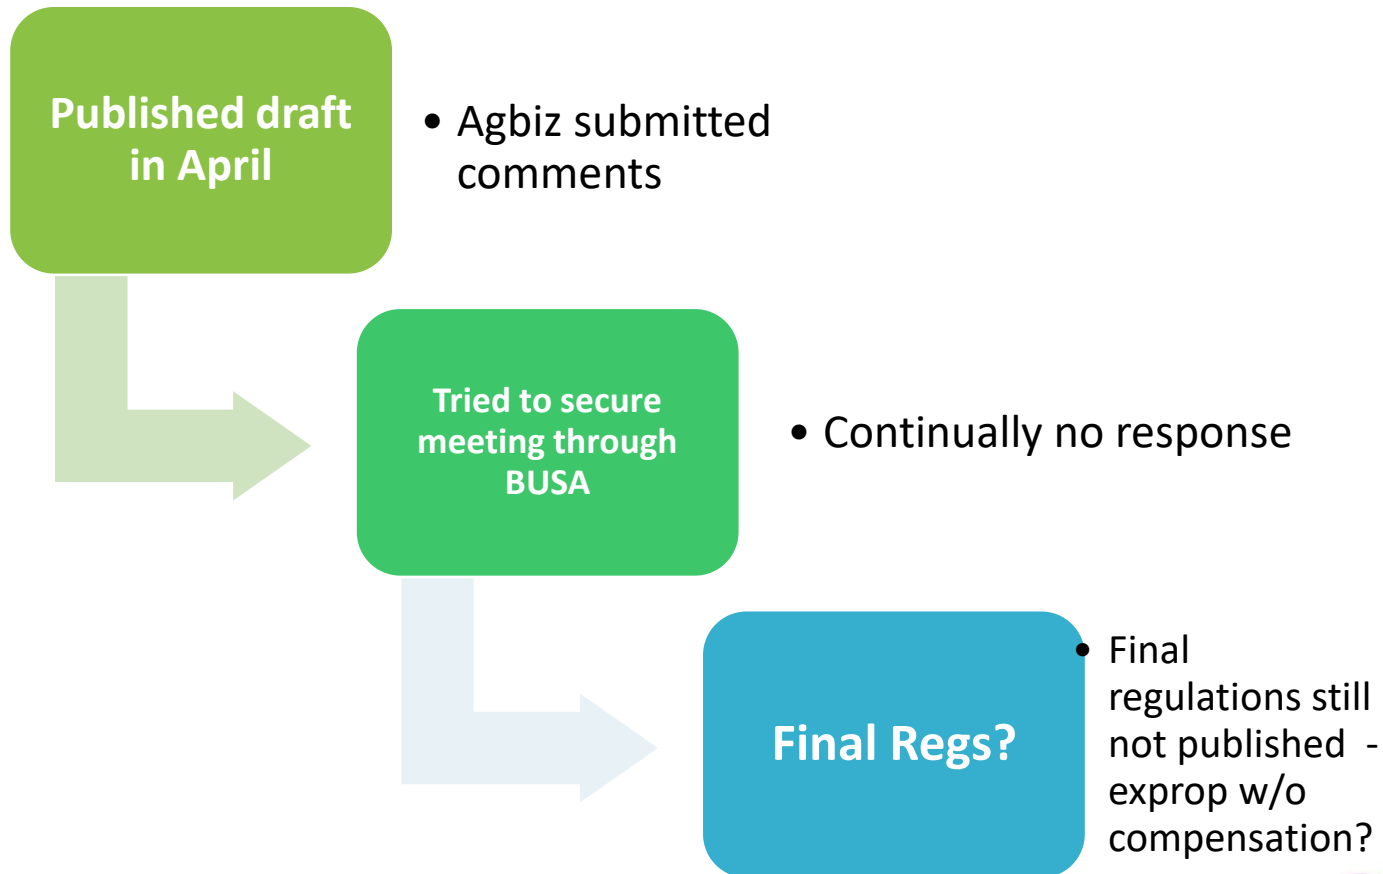 Published draft
in April
• Agbiz submitted
comments
Tried to secure
meeting through
BUSA
• Continually no response
Final Regs?
• Final
regulations still
not published -
exprop w/o
compensation?